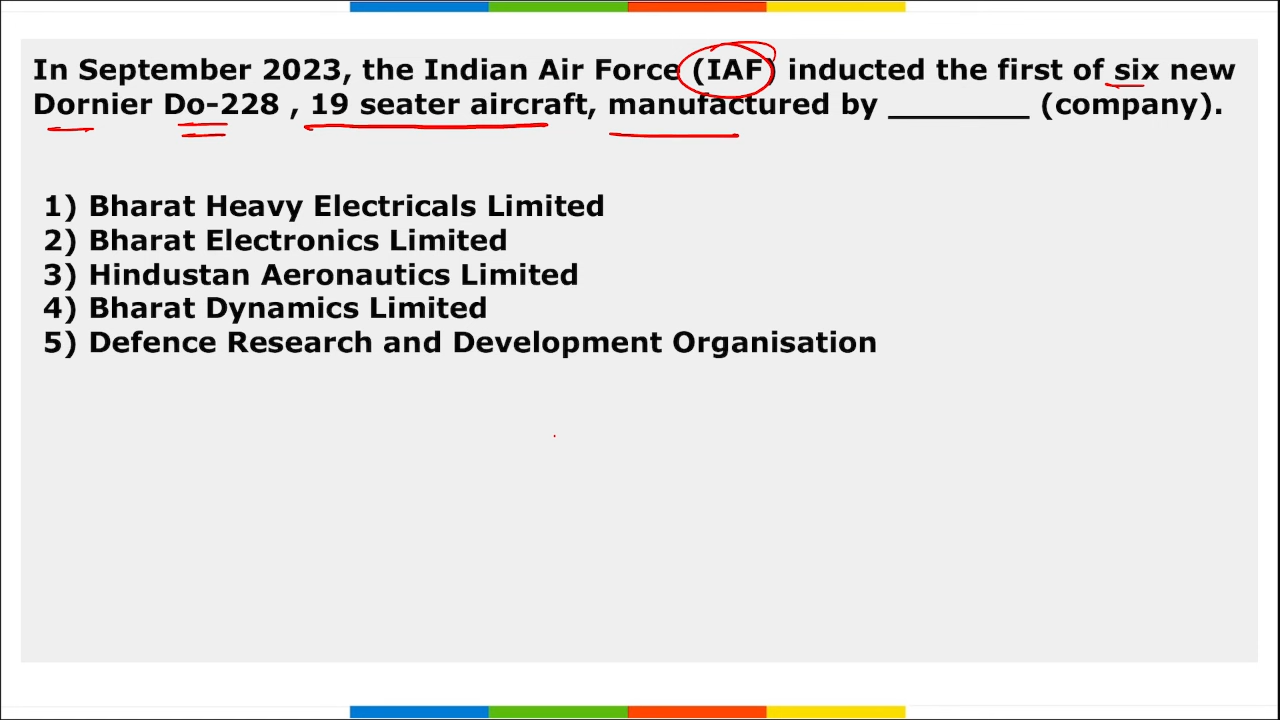 In September 2023, the Indian Air Force (IAF) inducted the first of six new
Dornier Do-228 , 19 seater aircraft, manufactured by ________ (company).
1) Bharat Heavy Electricals Limited
2) Bharat Electronics Limited
3) Hindustan Aeronautics Limited
4) Bharat Dynamics Limited
5) Defence Research and Development Organisation